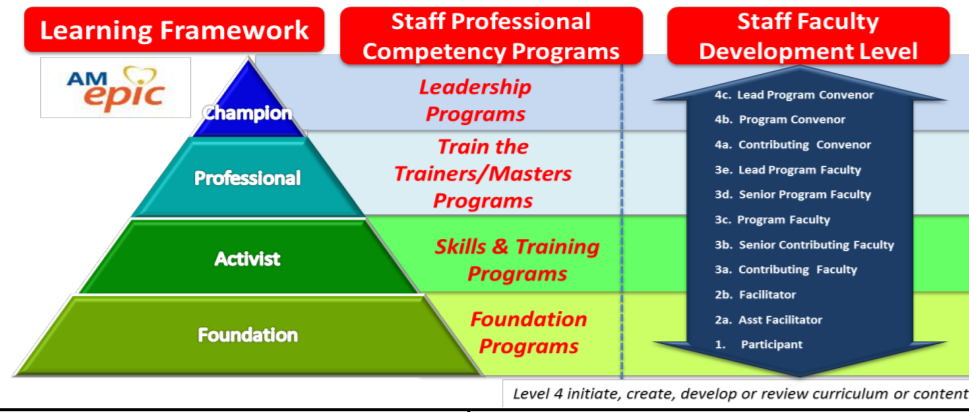 Learning Framework
Staff Professional
Competency Programs
Staff Faculty
Development Level
AM
epic
Champion
Professional
Activist
Foundation
Leadership
Programs
Train the
Trainers/Masters
Programs
Skills & Training
Programs
Foundation
Programs
4c. Lead Program Convenor
4b. Program Convenor
4a. Contributing Convenor
3e. Lead Program Faculty
3d. Senior Program Faculty
3c. Program Faculty
3b. Senior Contributing Faculty
3a. Contributing Faculty
2b. Facilitator
2a. Asst Facilitator
1. Participant
Level 4 initiate, create, develop or review curriculum or content